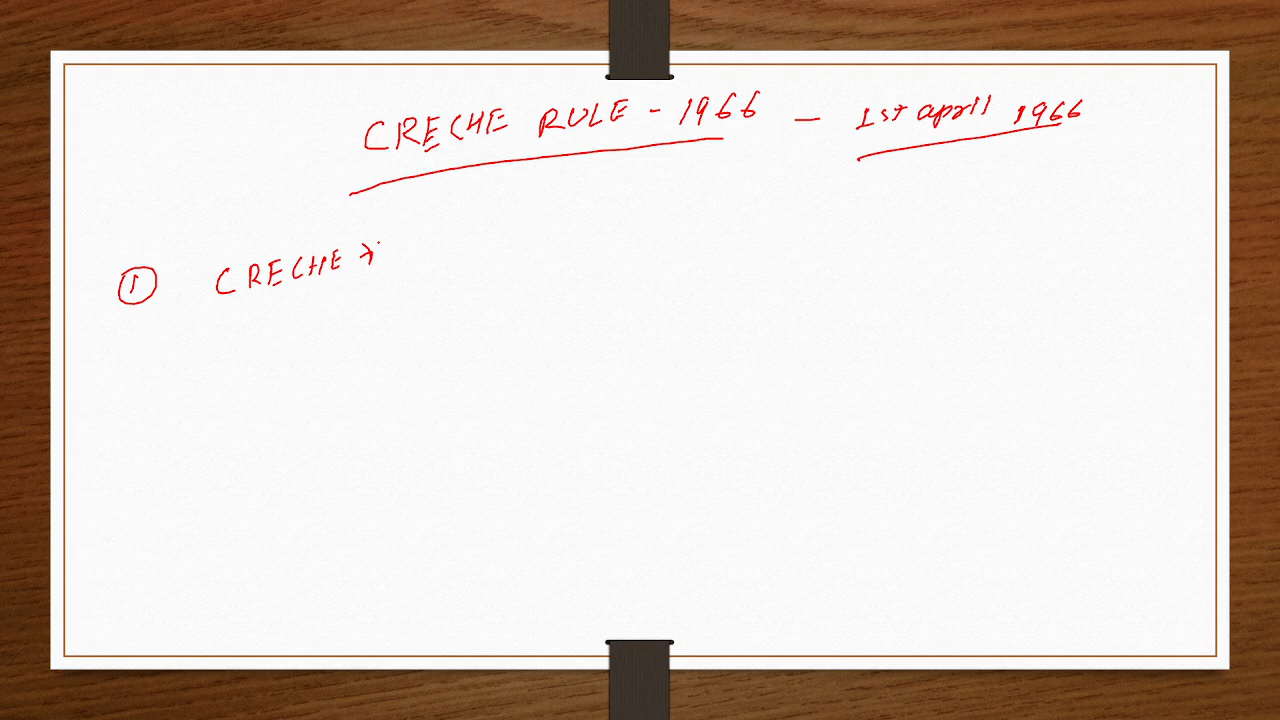 CRECHE RULE - 1966 - 1st april 1966
① CRECHE →